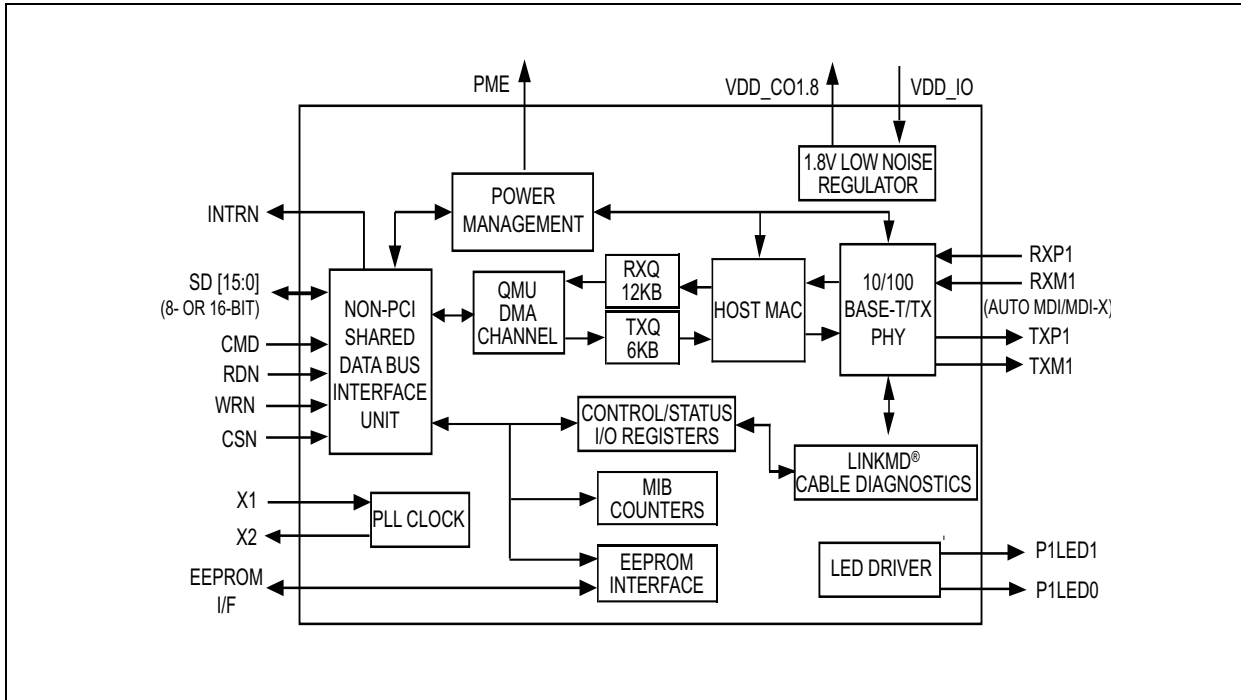 PME
VDD_CO1.8
VDD_IO
1.8V LOW NOISE
REGULATOR
POWER
MANAGEMENT
INTRN
SD [15:0]
(8- OR 16-BIT)
CMD
RDN
WRN
CSN
NON-PCI
SHARED
DATA BUS
INTERFACE
UNIT
QMU
DMA
CHANNEL
RXQ
12KB
TXQ
6KB
HOST MAC
10/100
BASE-T/TX
PHY
RXP1
RXM1
(AUTO MDI/MDI-X)
TXP1
TXM1
CONTROL/STATUS
I/O REGISTERS
LINKMD®
CABLE DIAGNOSTICS
MIB
COUNTERS
X1
X2
PLL CLOCK
EEPROM
I/F
EEPROM
INTERFACE
LED DRIVER
P1LED1
P1LED0